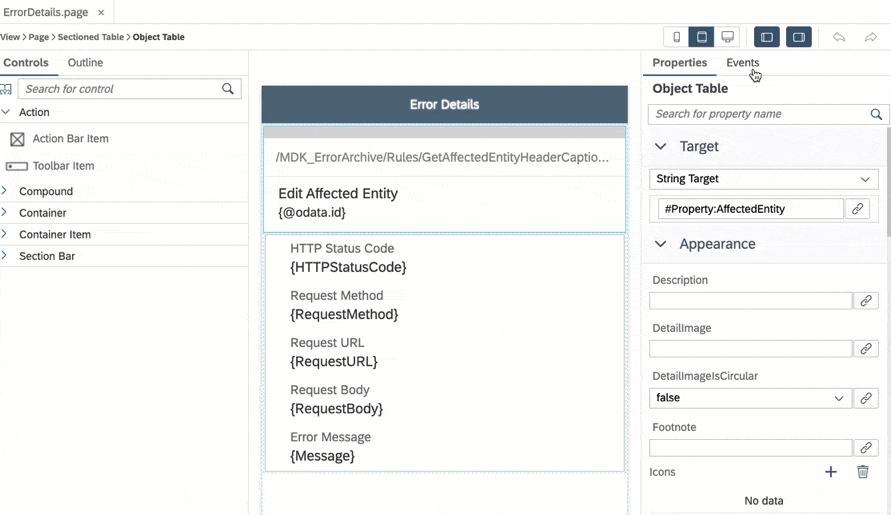 ErrorDetails.page ×
View > Page > Sectioned Table > Object Table
Controls Outline
Search for control
Action
Action Bar Item
Toolbar Item
Compound
Container
Container Item
Section Bar
Error Details
/MDK_ErrorArchive/Rules/GetAffectedEntityHeaderCaptio...
Edit Affected Entity
{@odata.id}
HTTP Status Code
{HTTPStatusCode}
Request Method
{RequestMethod}
Request URL
{RequestURL}
Request Body
{RequestBody}
Error Message
{Message}
Properties Events
Object Table
Search for property name
Target
String Target
#Property:AffectedEntity
Appearance
Description
DetailImage
DetailImageIsCircular
false
Footnote
Icons
No data